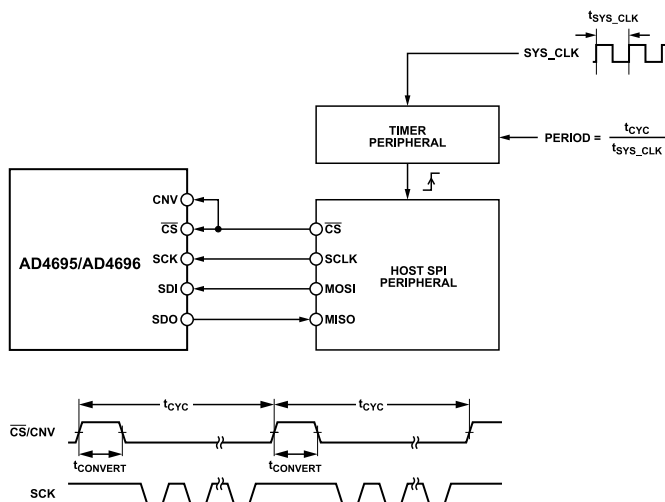 tSYS_CLK
SYS_CLK
TIMER
PERIPHERAL
PERIOD = tCYC / tSYS_CLK
AD4695/AD4696
CNV
CS
SCK
SDI
SDO
CS
SCLK
MOSI
MISO
HOST SPI
PERIPHERAL
tCYC
tCYC
CS/CNV
tCONVERT
tCONVERT
SCK